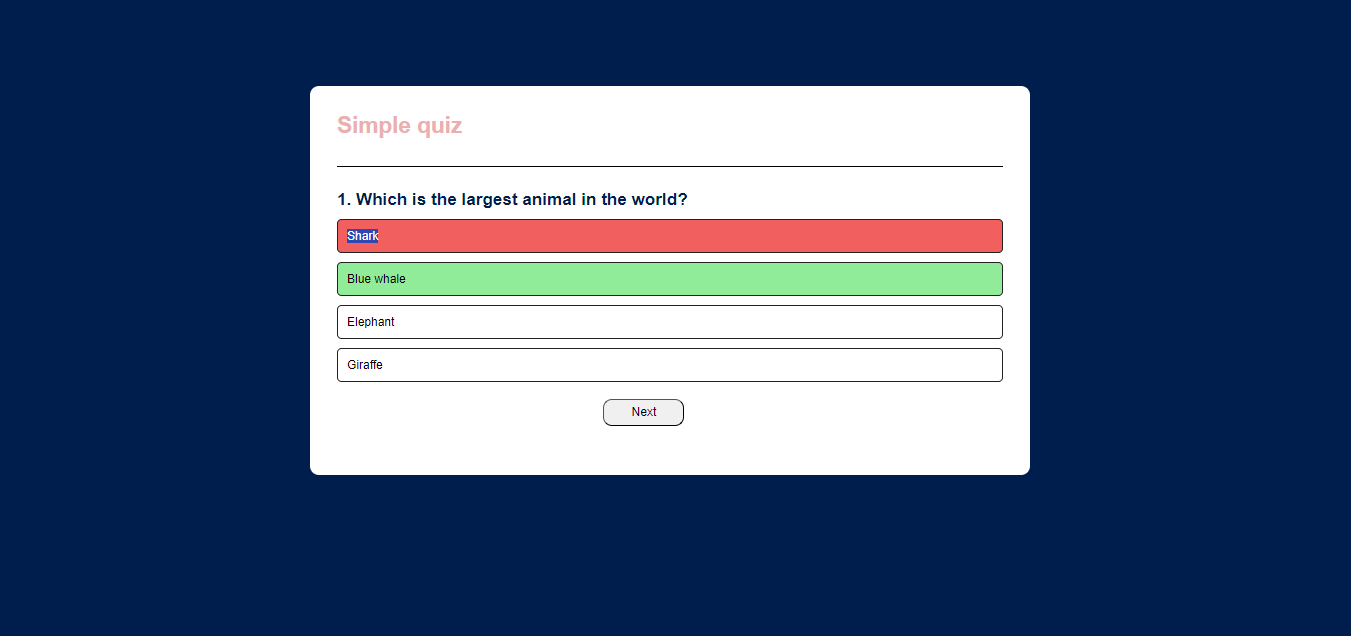 Simple quiz
1. Which is the largest animal in the world?
Shark
Blue whale
Elephant
Giraffe
Next